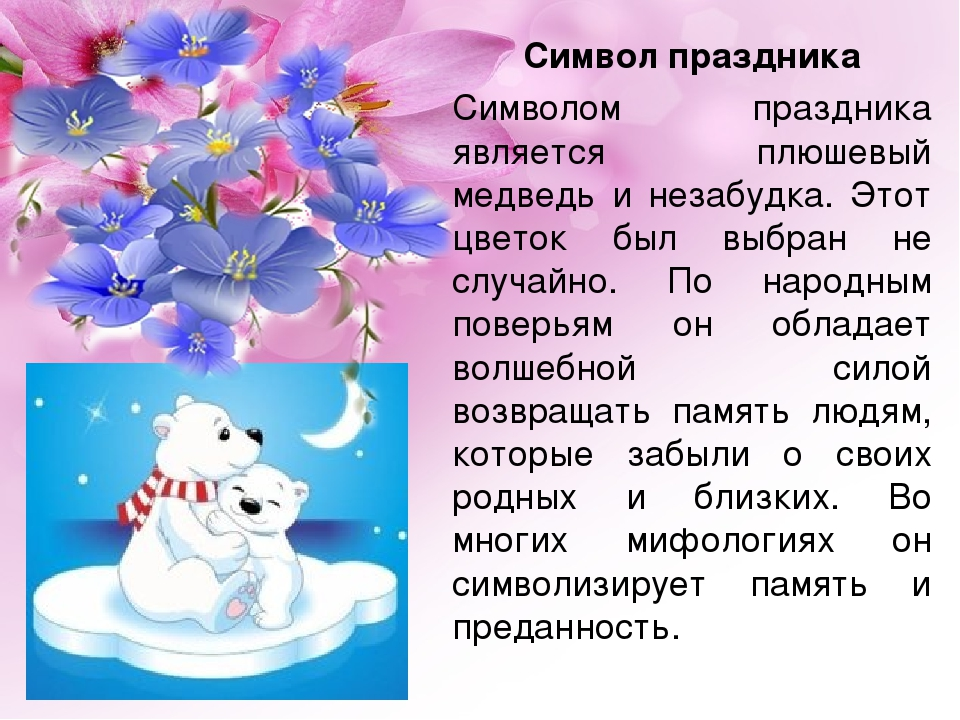 Символ праздника
Символом праздника
является плюшевый
медведь и незабудка. Этот
цветок был выбран не
случайно. По народным
поверьям он обладает
волшебной силой
возвращать память людям,
которые забыли о своих
родных и близких. Во
многих мифологиях он
символизирует память и
преданность.